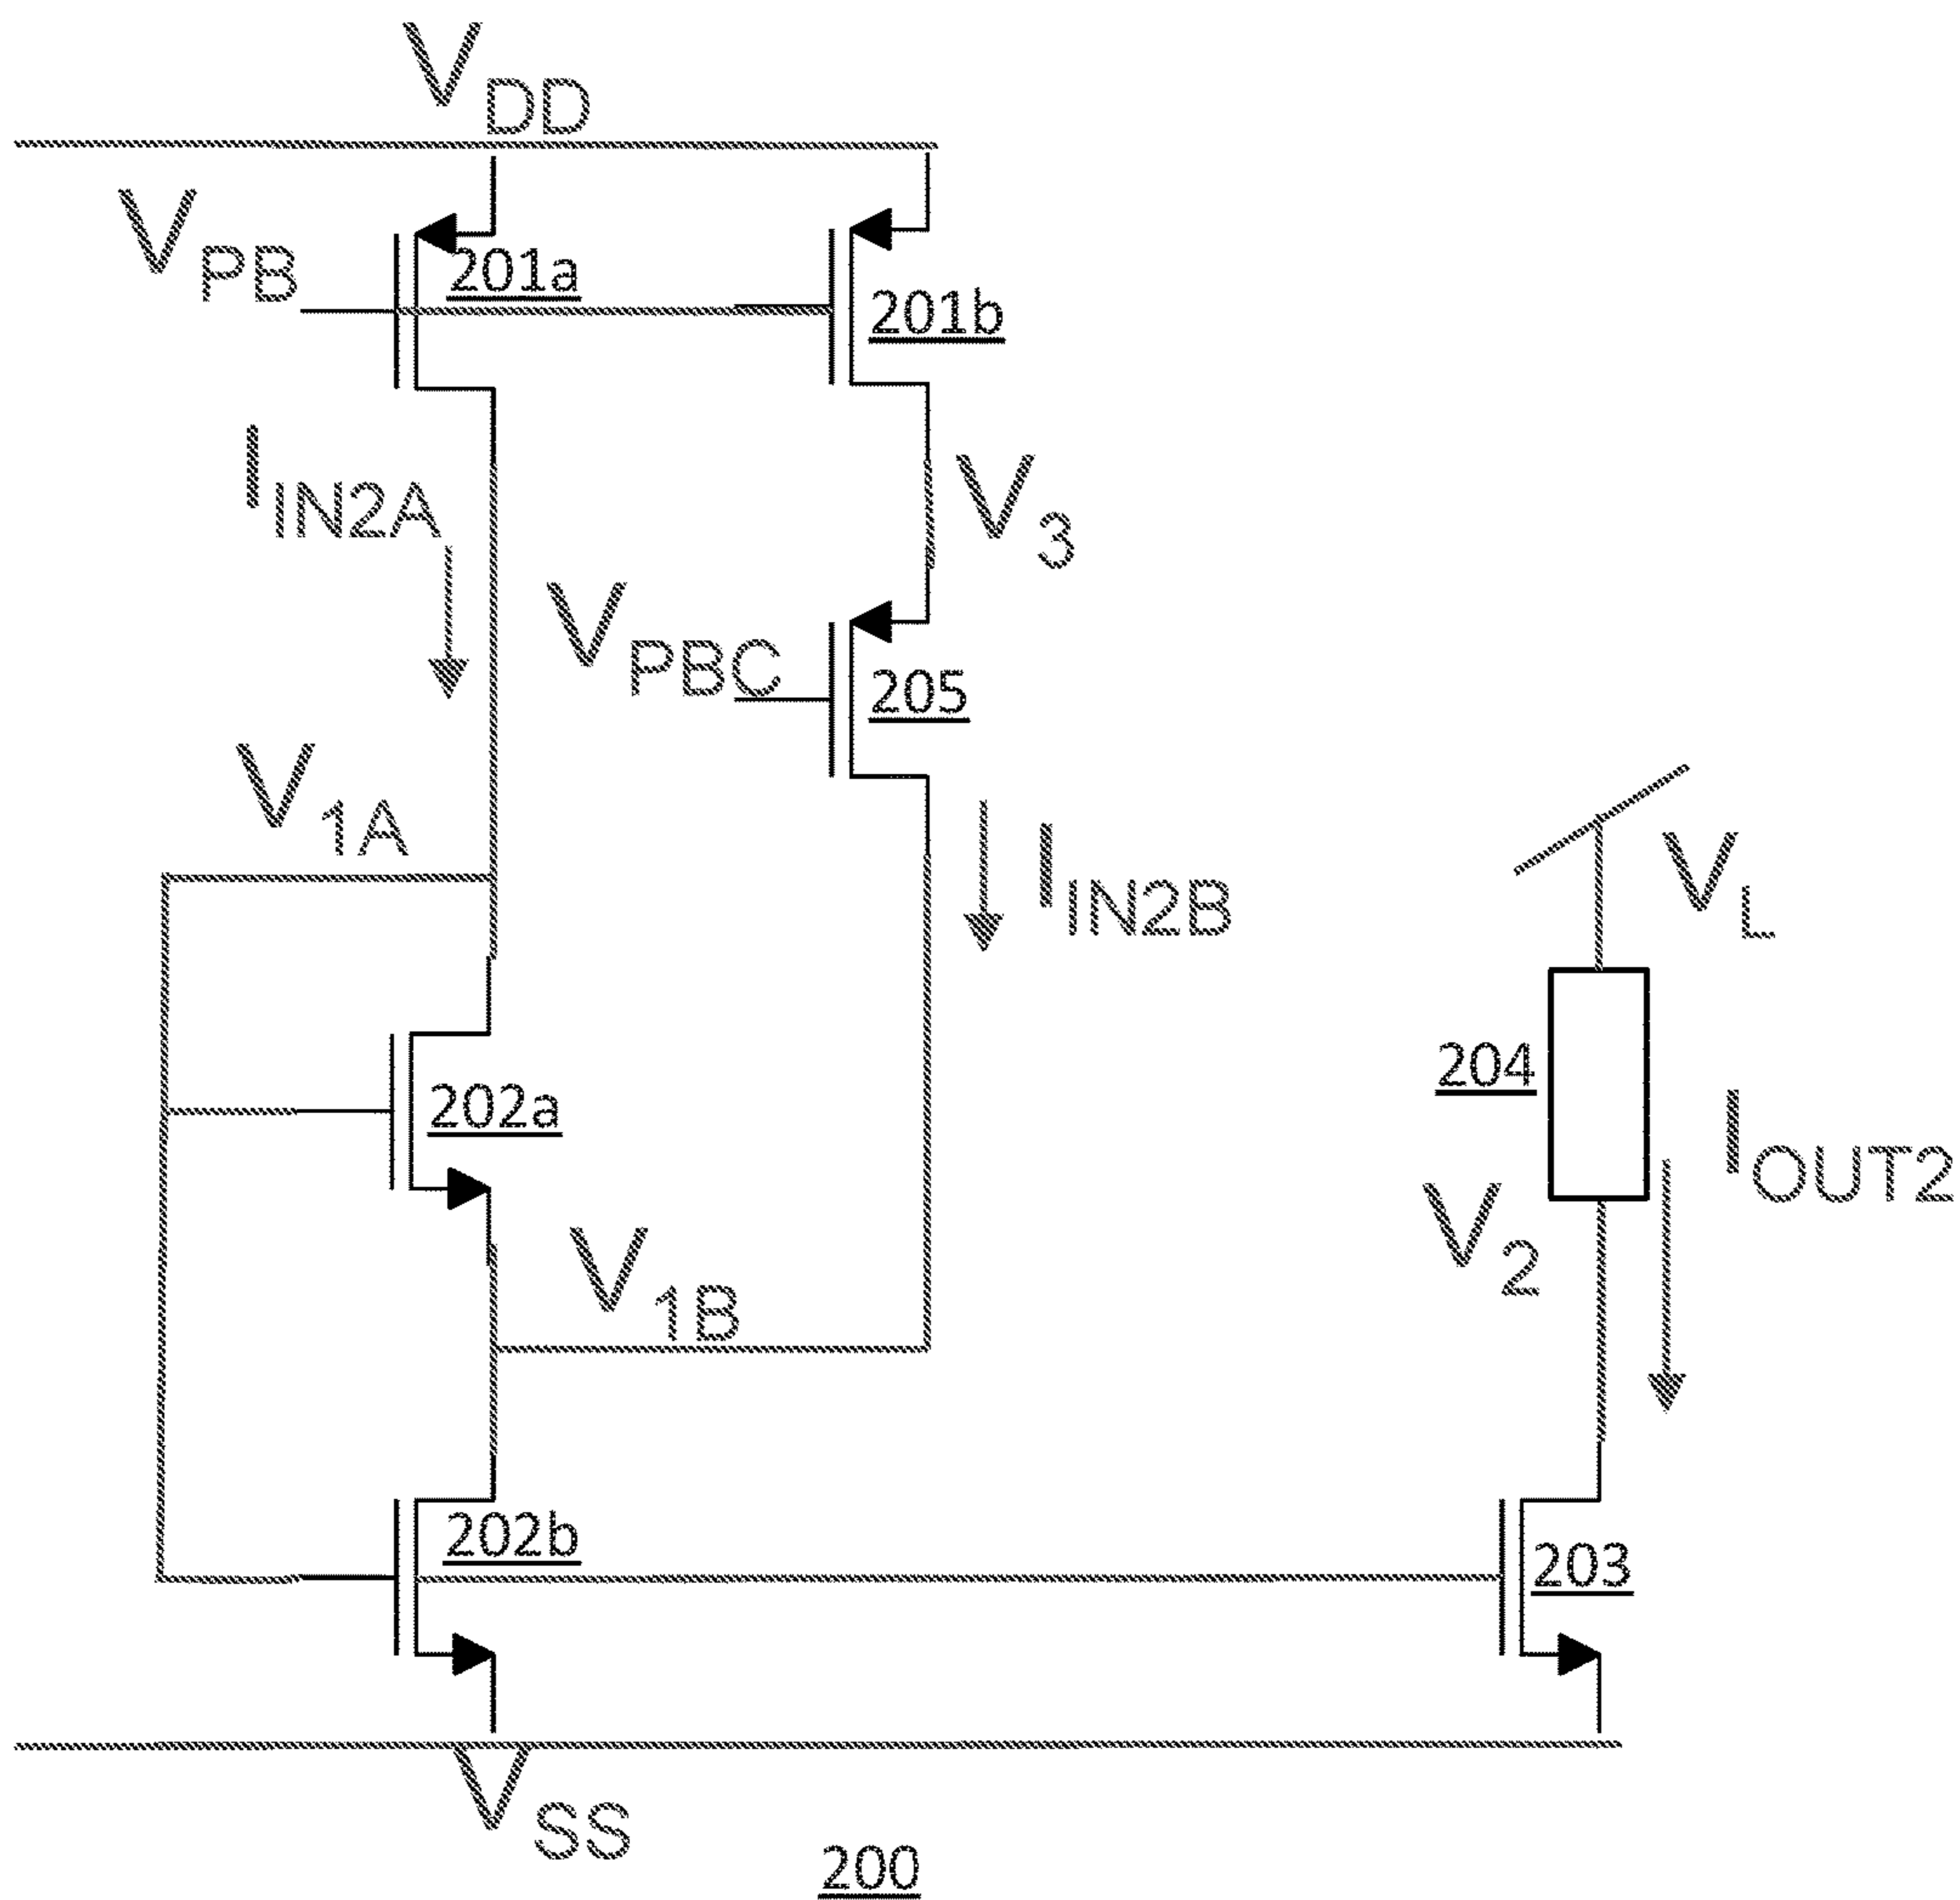 VDD
VPB
201a
201b
IIN2A
V3
VPBC
205
V1A
IIN2B
VL
204
202a
IOUT2
V2
V1B
202b
203
VSS
200